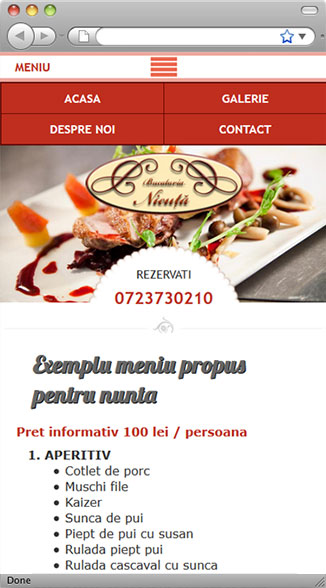 MENIU
ACASA
GALERIE
DESPRE NOI
CONTACT
Bucataria
Nicuță
REZERVATI
0723730210
Exemplu meniu propus
pentru nunta
Pret informativ 100 lei / persoana
1. APERITIV
Cotlet de porc
Muschi file
Kaizer
Sunca de pui
Piept de pui cu susan
Rulada piept pui
Rulada cascaval cu sunca
Done